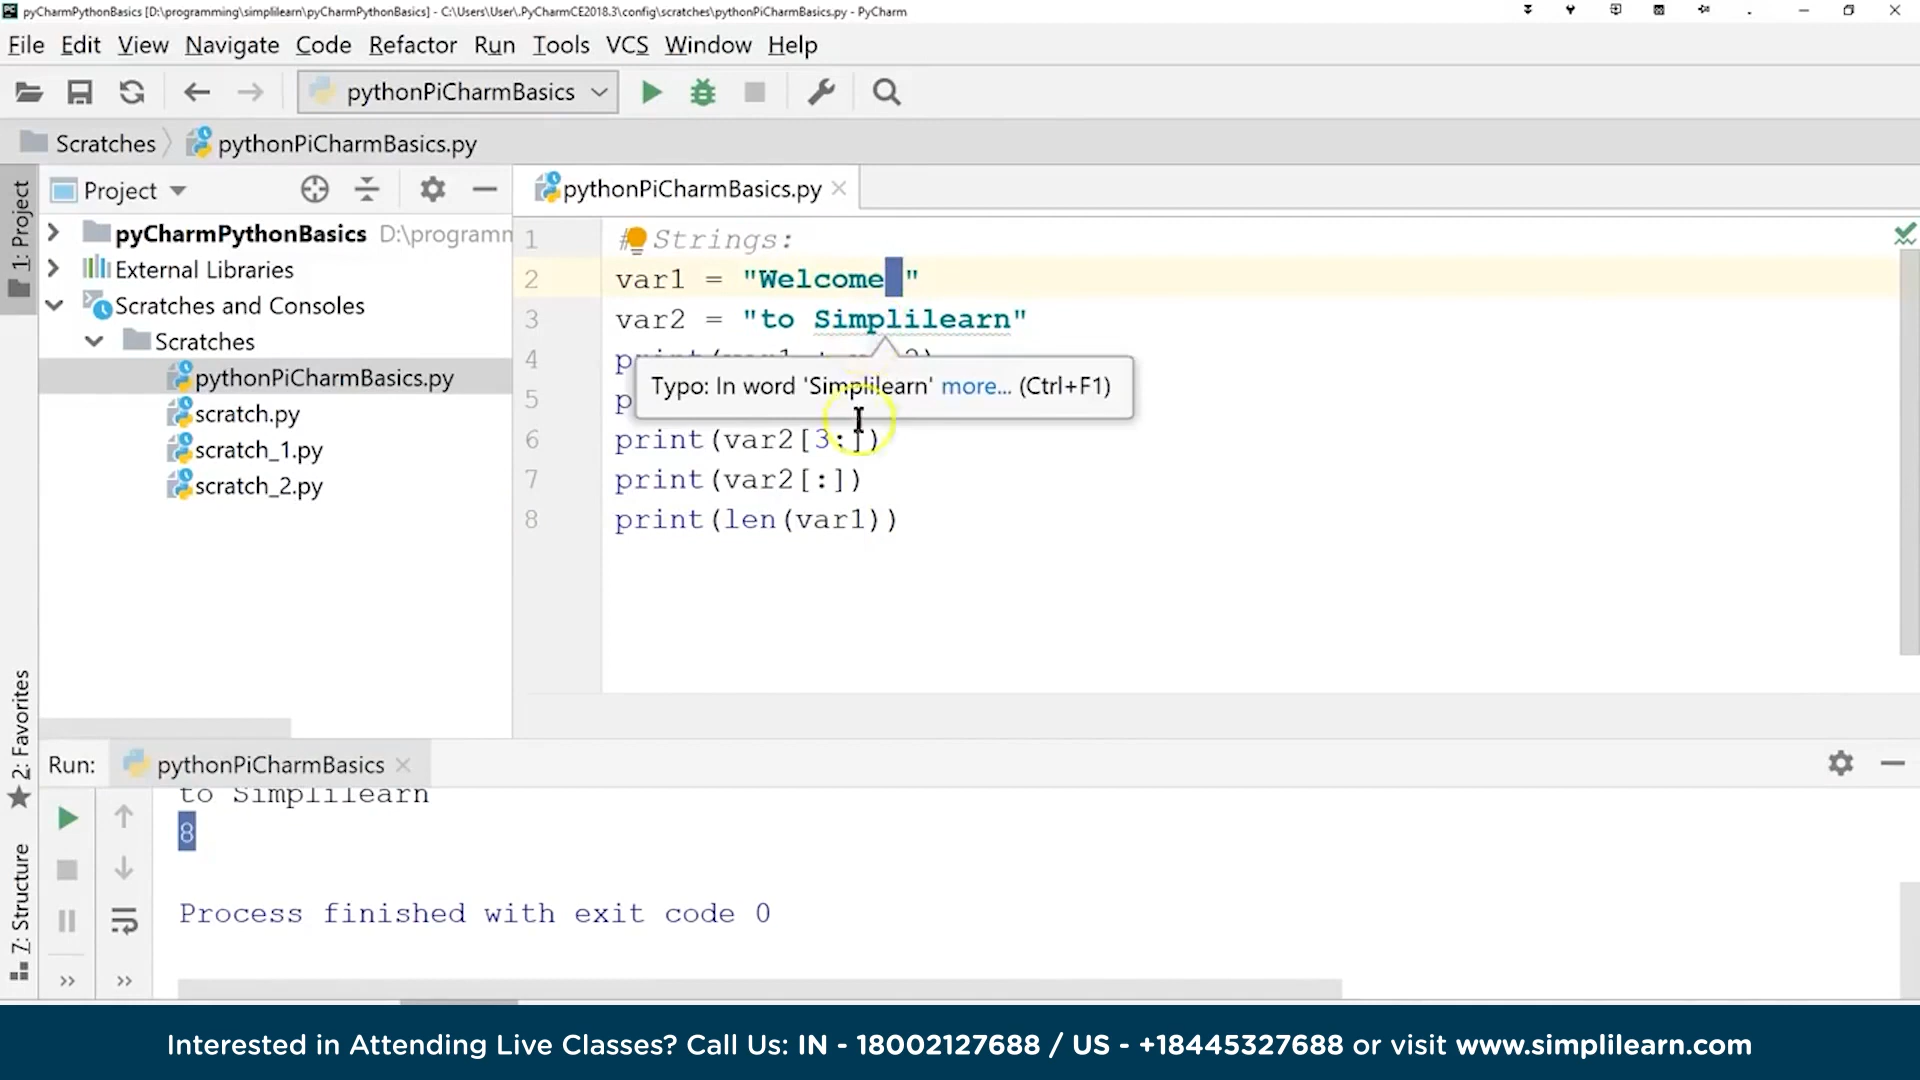 pyCharmPythonBasics [D:\programming\simplilearn\pyCharmPythonBasics] - C:\Users\User\.PyCharmCE2018.3\config\scratches\pythonPiCharmBasics.py - PyCharm
File Edit View Navigate Code Refactor Run Tools VCS Window Help
pythonPiCharmBasics
Scratches pythonPiCharmBasics.py
1: Project
Project
pythonPiCharmBasics.py
pyCharmPythonBasics D:\programm
External Libraries
Scratches and Consoles
Scratches
pythonPiCharmBasics.py
scratch.py
scratch_1.py
scratch_2.py
1 # Strings:
2 var1 = "Welcome "
3 var2 = "to Simplilearn"
4
Typo: In word 'Simplilearn' more... (Ctrl+F1)
5
6 print(var2[3:])
7 print(var2[:])
8 print(len(var1))
2: Favorites
7: Structure
Run: pythonPiCharmBasics
to Simplilearn
8
Process finished with exit code 0
Interested in Attending Live Classes? Call Us: IN - 18002127688 / US - +18445327688 or visit www.simplilearn.com